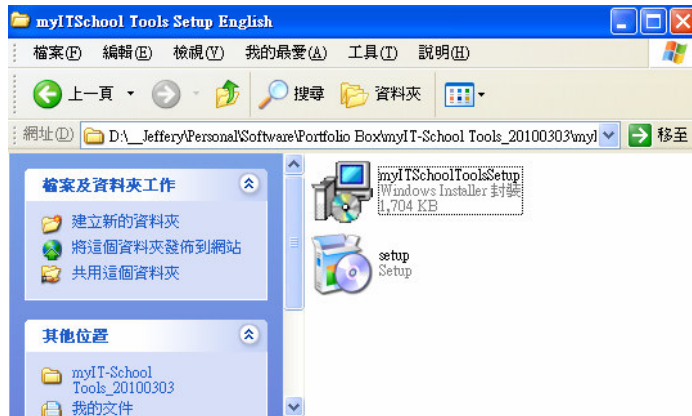 myITSchool Tools Setup English
檔案(F) 編輯(E) 檢視(V) 我的最愛(A) 工具(T) 說明(H)
上一頁 搜尋 資料夾
網址(D) D:\__Jeffery\Personal\Software\Portfolio Box\myIT-School Tools_20100303\myI 移至
檔案及資料夾工作
建立新的資料夾
將這個資料夾發佈到網站
共用這個資料夾
其他位置
myIT-School
Tools_20100303
我的文件
myITSchoolToolsSetup
Windows Installer 封裝
1,704 KB
setup
Setup